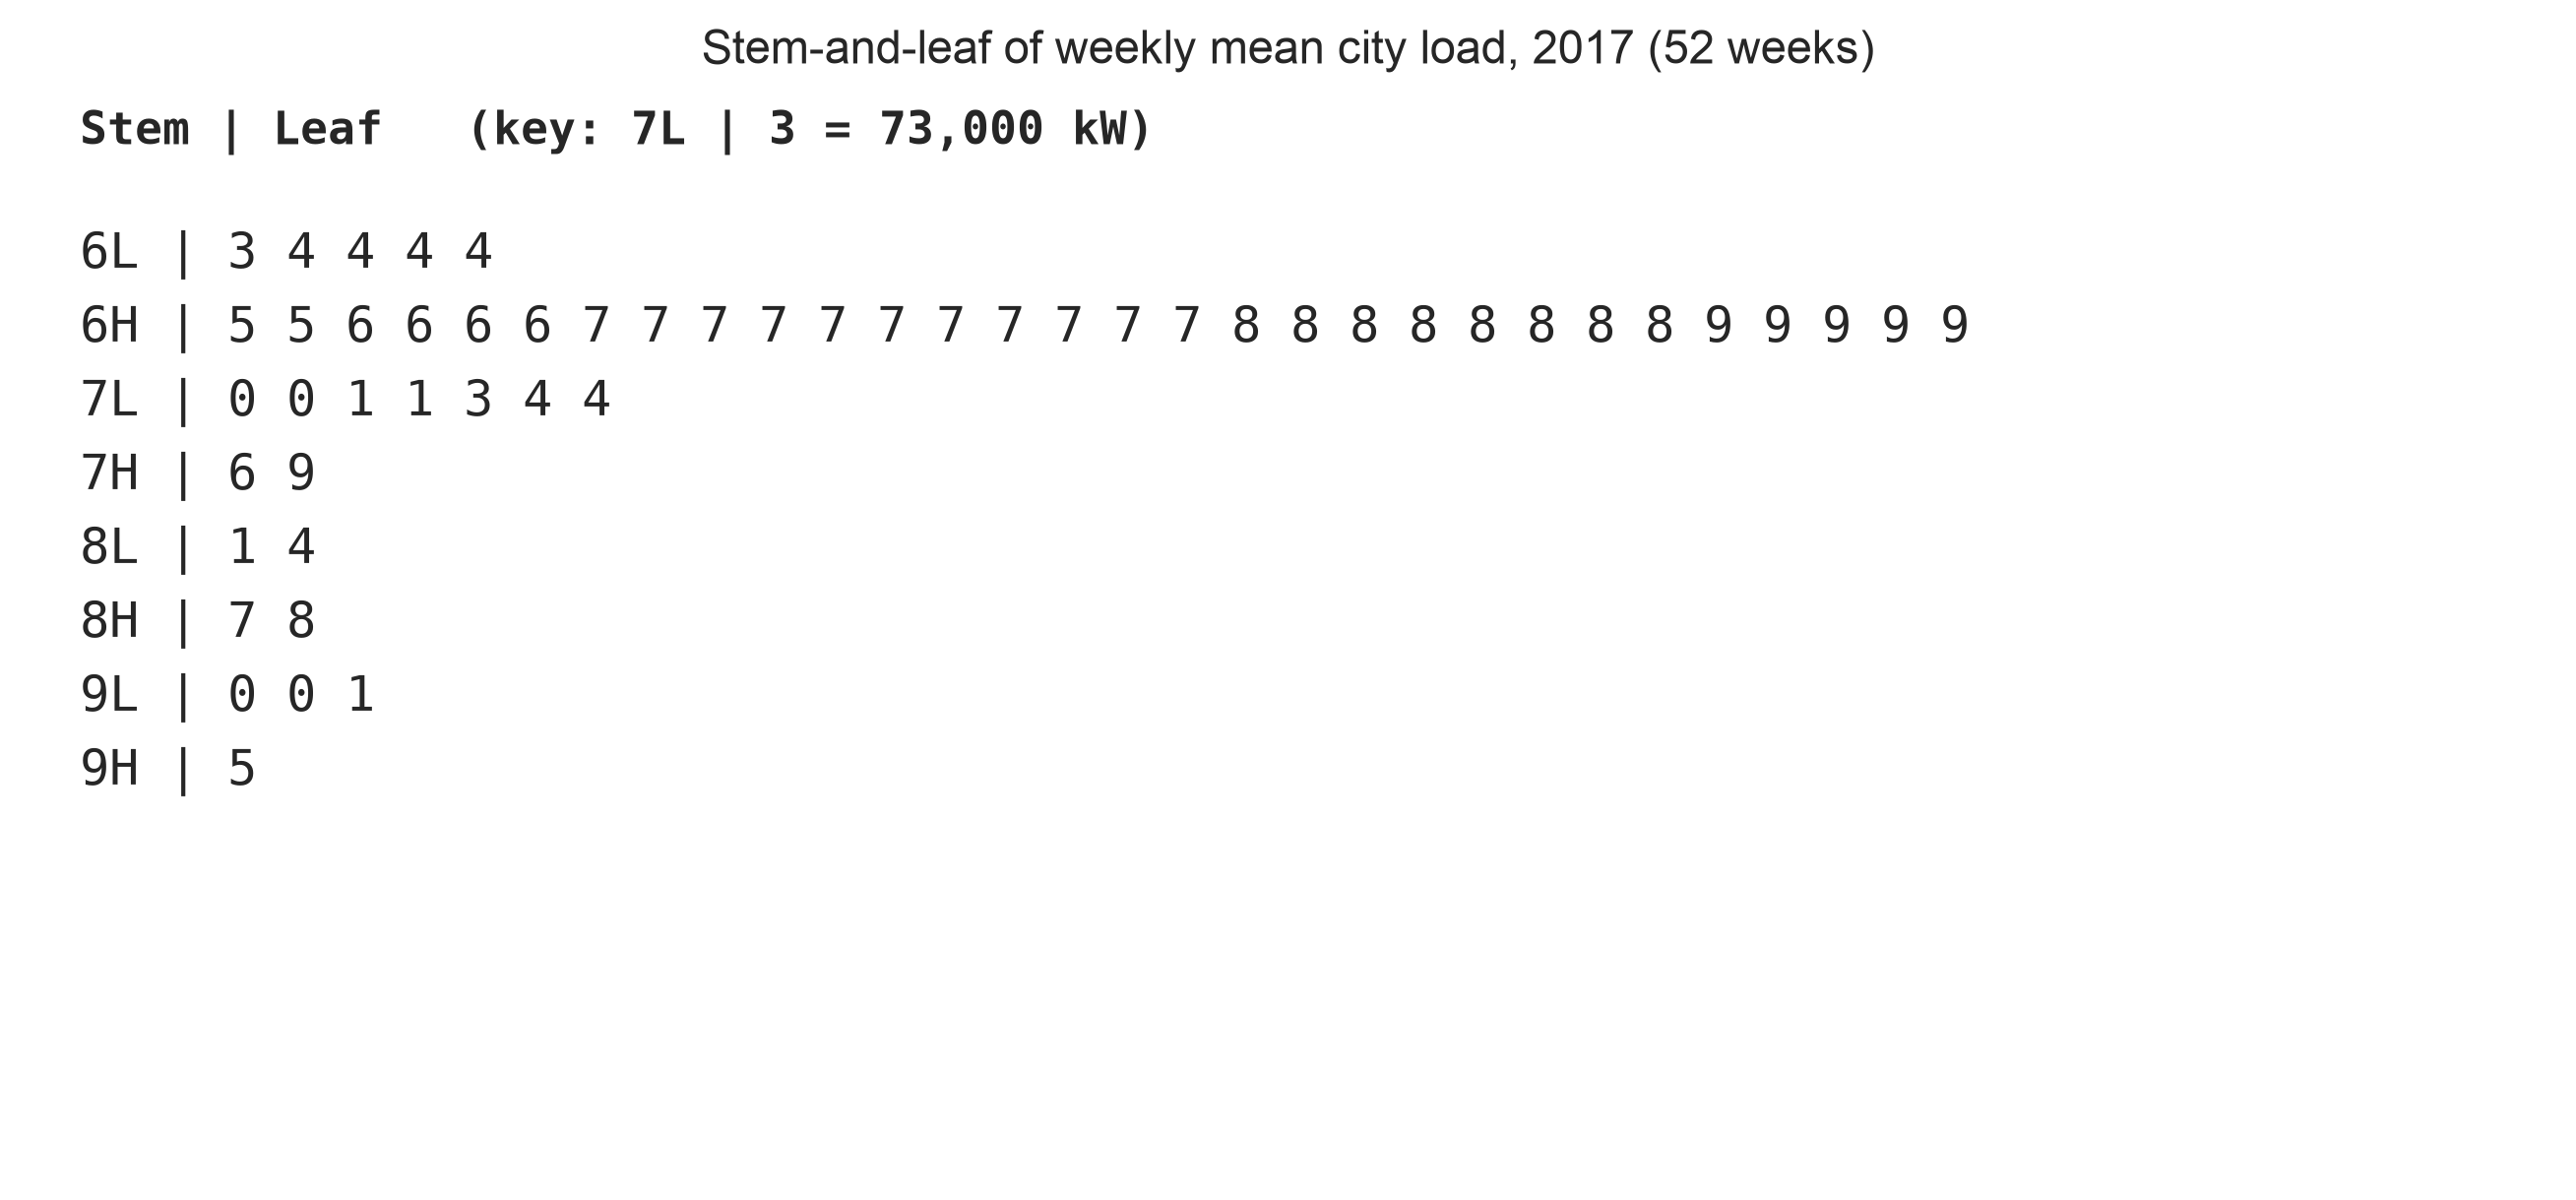 Stem-and-leaf of weekly mean city load, 2017 (52 weeks)
Stem | Leaf (key: 7L | 3 = 73,000 kW)
6L | 3 4 4 4 4
6H | 5 5 6 6 6 6 7 7 7 7 7 7 7 7 7 7 7 8 8 8 8 8 8 8 8 9 9 9 9 9
7L | 0 0 1 1 3 4 4
7H | 6 9
8L | 1 4
8H | 7 8
9L | 0 0 1
9H | 5